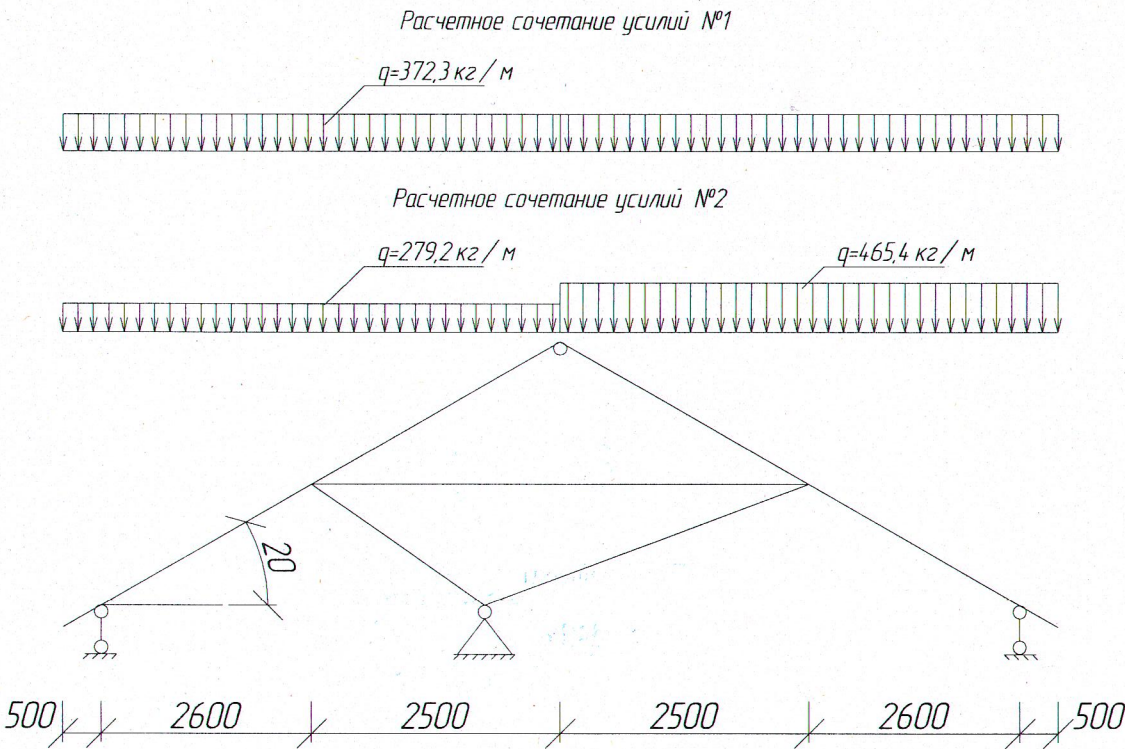 Расчетное сочетание усилий №1
q=372,3 кг / м
Расчетное сочетание усилий №2
q=279,2 кг / м
q=465,4 кг / м
20
500 2600 2500 2500 2600 500